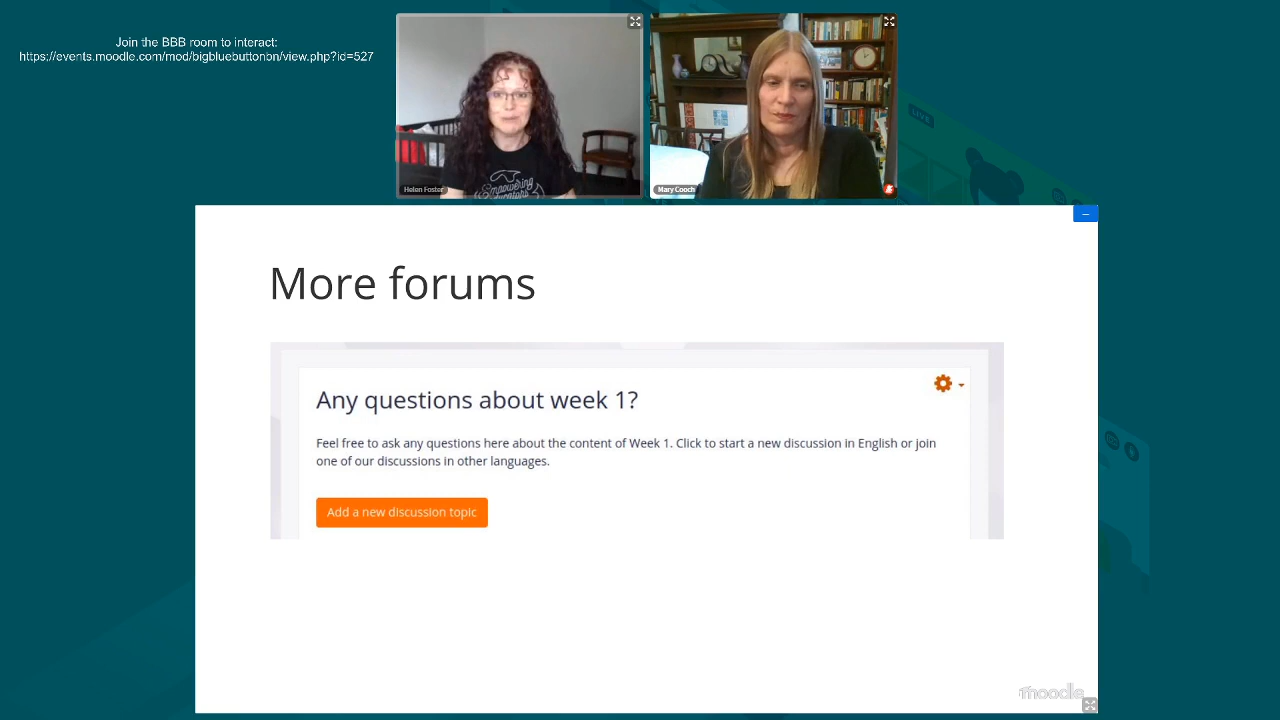 Join the BBB room to interact:
https://events.moodle.com/mod/bigbluebuttonbn/view.php?id=527
Helen Foster
Mary Cooch
Empowering
LIVE
More forums
Any questions about week 1?
Feel free to ask any questions here about the content of Week 1. Click to start a new discussion in English or join
one of our discussions in other languages.
Add a new discussion topic
moodle